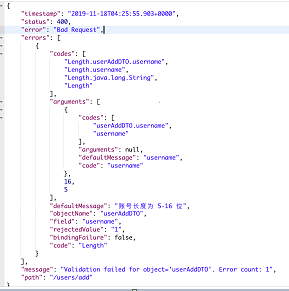 {
"timestamp": "2019-11-18T04:25:55.903+0000",
"status": 400,
"error": "Bad Request",
"errors": [
{
"codes": [
"Length.userAddDTO.username",
"Length.username",
"Length.java.lang.String",
"Length"
],
"arguments": [
{
"codes": [
"userAddDTO.username",
"username"
],
"arguments": null,
"defaultMessage": "username",
"code": "username"
},
16,
5
],
"defaultMessage": "账号长度为 5-16 位",
"objectName": "userAddDTO",
"field": "username",
"rejectedValue": "1",
"bindingFailure": false,
"code": "Length"
}
],
"message": "Validation failed for object='userAddDTO'. Error count: 1",
"path": "/users/add"
}